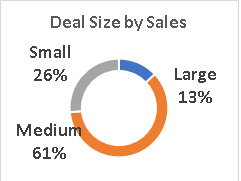 Deal Size by Sales
Small
26%
Large
13%
Medium
61%